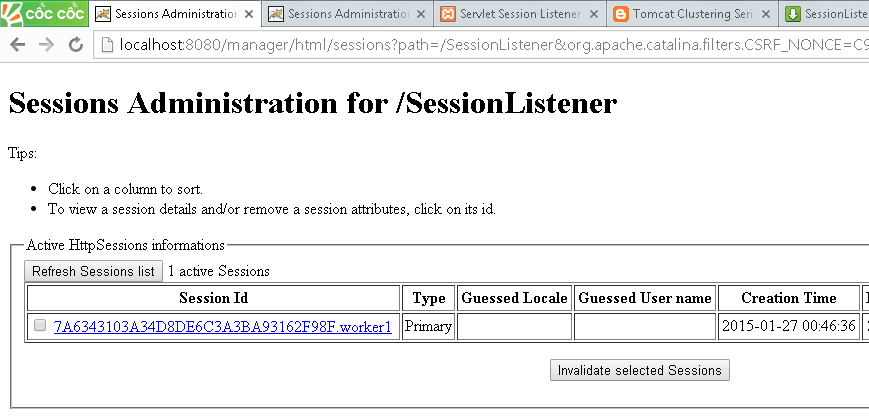 cốc cốc
Sessions Administration
Sessions Administration
Servlet Session Listener
Tomcat Clustering Seri
SessionListe
localhost:8080/manager/html/sessions?path=/SessionListener&org.apache.catalina.filters.CSRF_NONCE=C9
Sessions Administration for /SessionListener
Tips:
• Click on a column to sort.
• To view a session details and/or remove a session attributes, click on its id.
Active HttpSessions informations
Refresh Sessions list 1 active Sessions
Session Id Type Guessed Locale Guessed User name Creation Time
7A6343103A34D8DE6C3A3BA93162F98F.worker1 Primary 2015-01-27 00:46:36
Invalidate selected Sessions